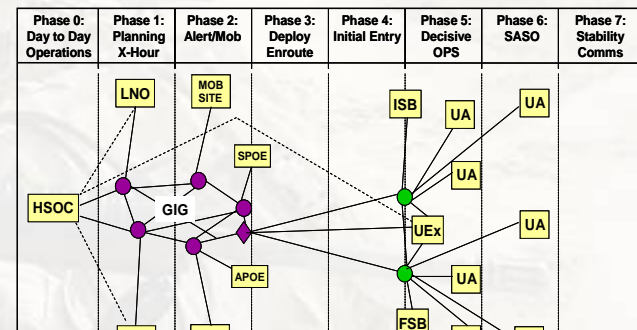 Phase 0:
Day to Day
Operations
Phase 1:
Planning
X-Hour
Phase 2:
Alert/Mob
Phase 3:
Deploy
Enroute
Phase 4:
Initial Entry
Phase 5:
Decisive
OPS
Phase 6:
SASO
Phase 7:
Stability
Comms
LNO
MOB
SITE
ISB
UA
UA
SPOE
UA
HSOC
GIG
UEx
UA
APOE
UA
FSB